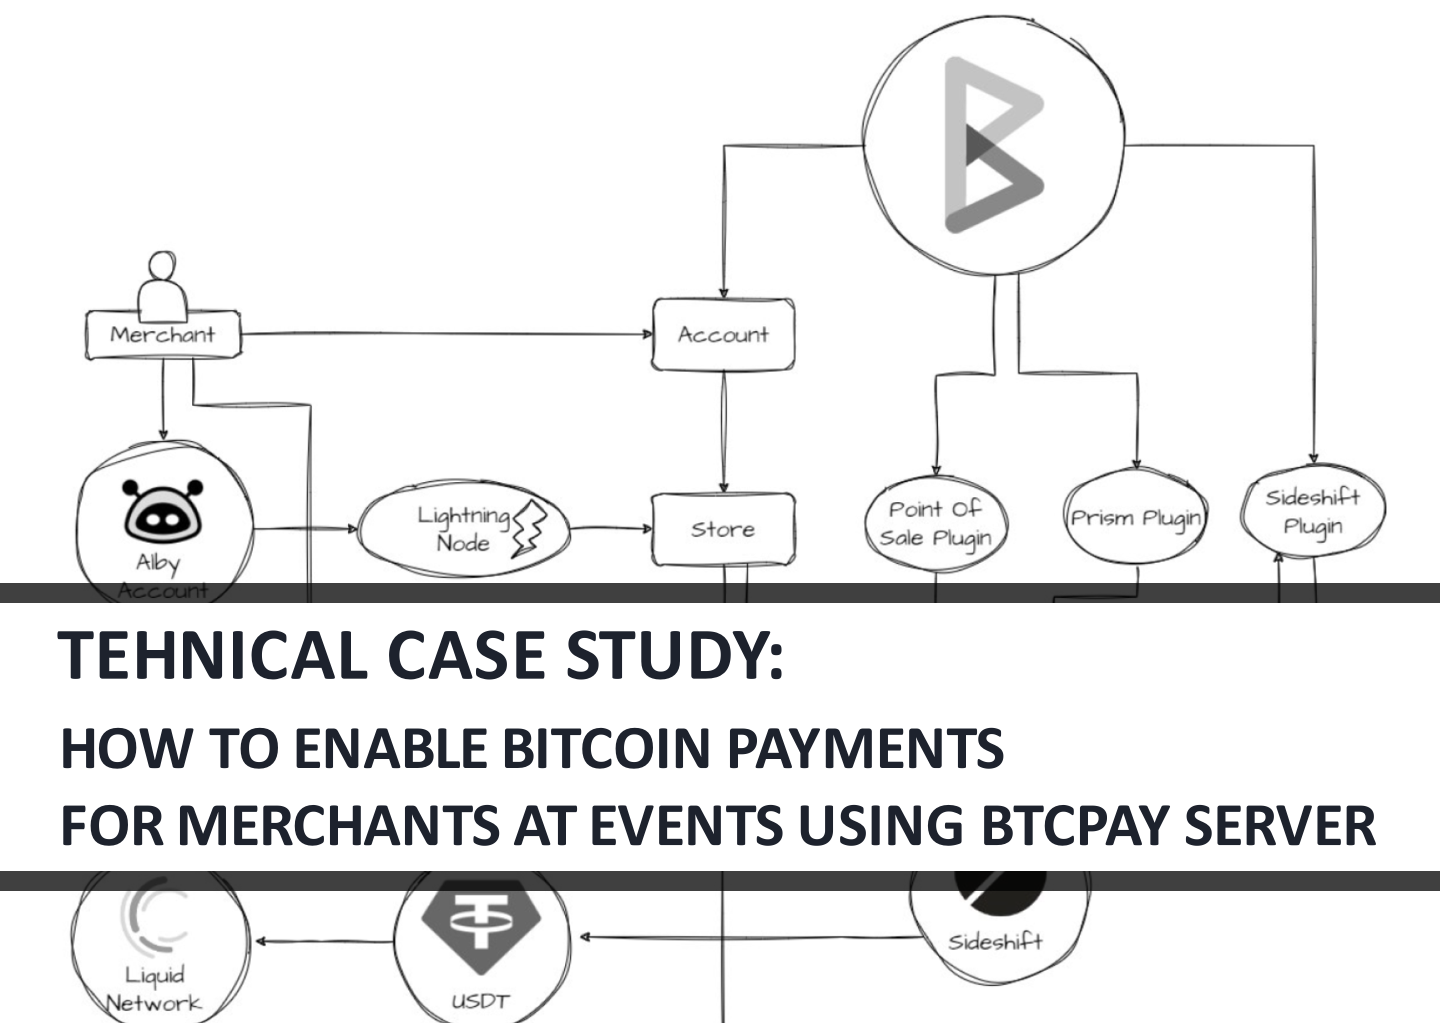 Merchant
Account
Alby
Account
Lightning
Node
Store
Point Of
Sale Plugin
Prism Plugin
Sideshift
Plugin
TEHNICAL CASE STUDY:
HOW TO ENABLE BITCOIN PAYMENTS
FOR MERCHANTS AT EVENTS USING BTCPAY SERVER
Liquid
Network
USDT
Sideshift